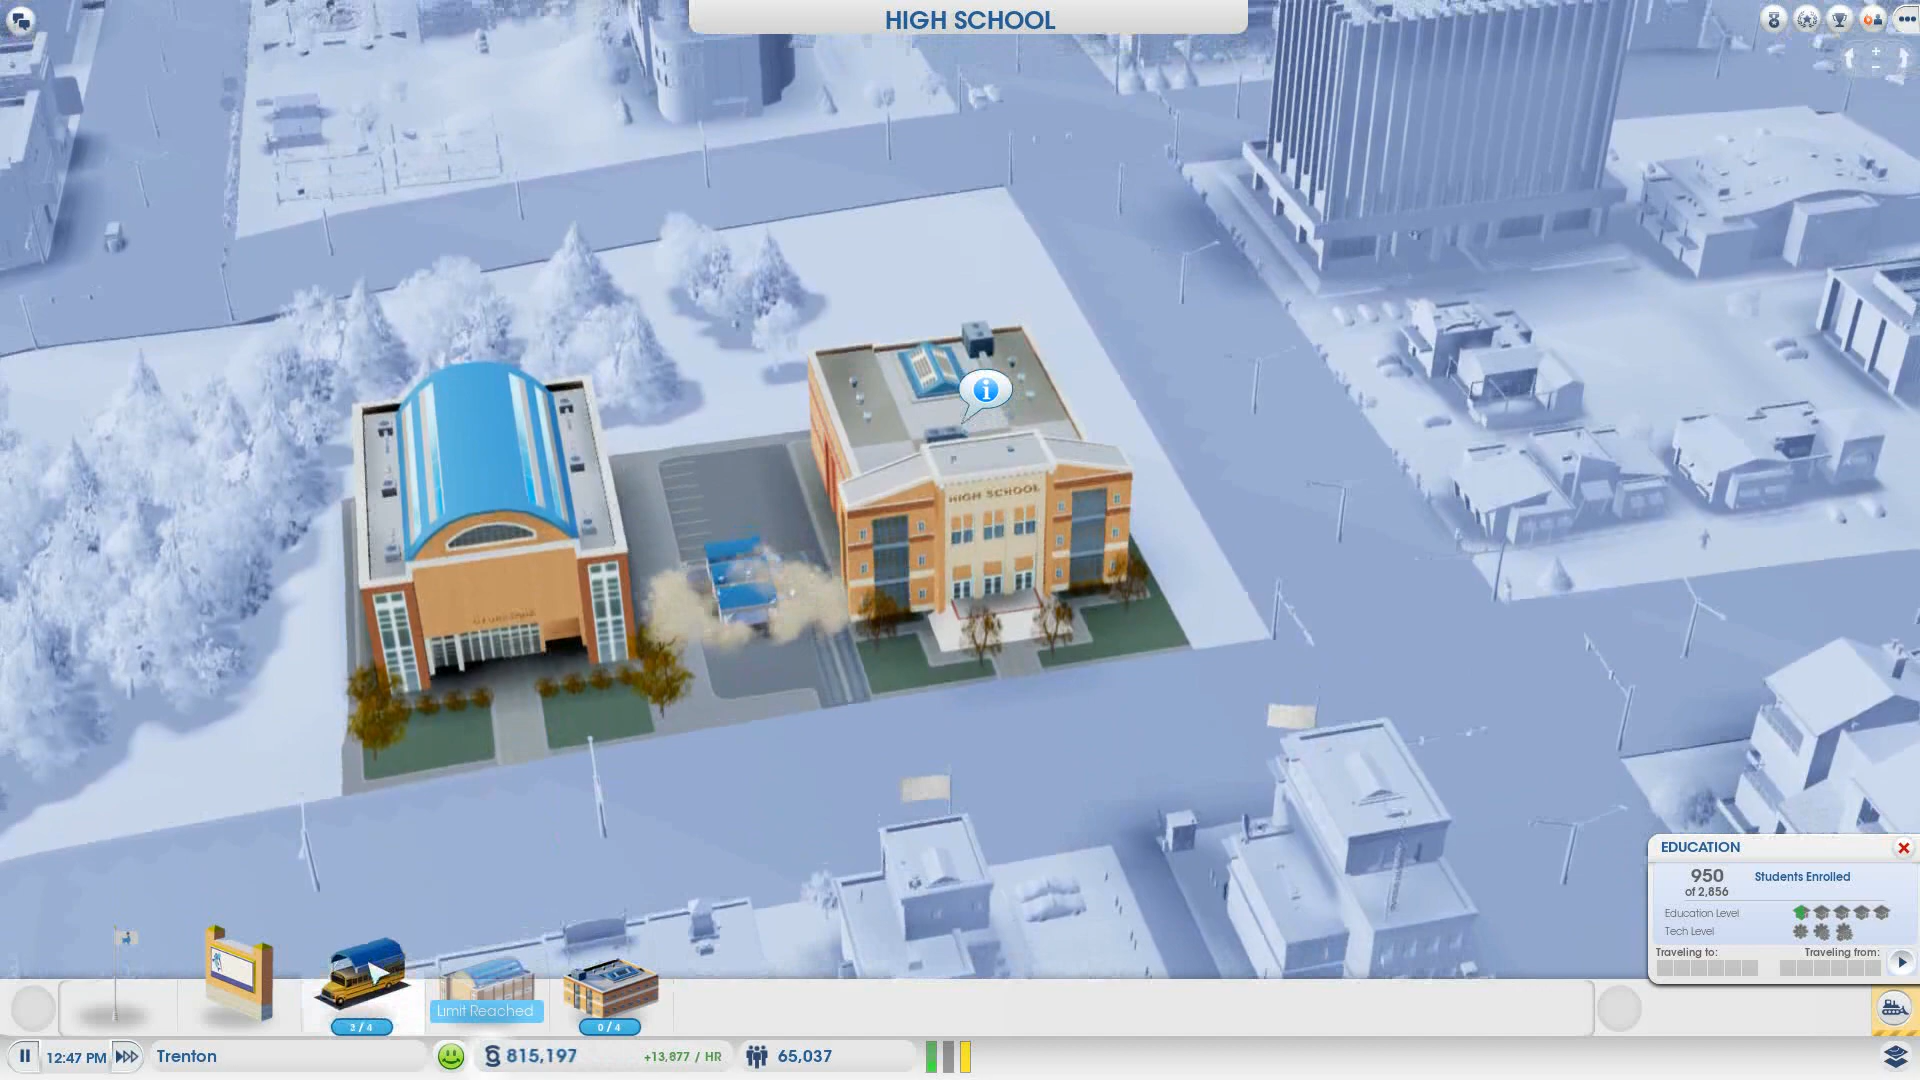 HIGH SCHOOL
HIGH SCHOOL
EDUCATION
950
of 2,856
Students Enrolled
Education Level
Tech Level
Traveling to:
Traveling from:
Limit Reached
3 / 4
0 / 4
12:47 PM
Trenton
815,197
+13,877 / HR
65,037